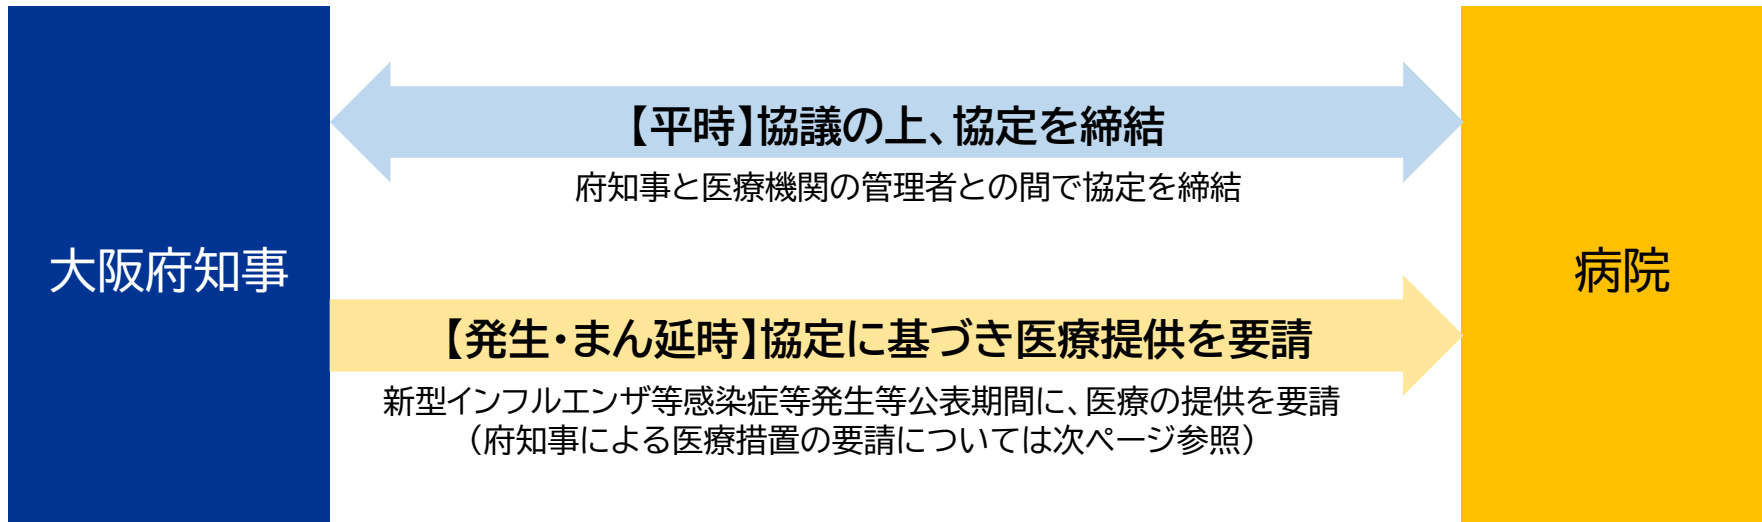 【平時】協議の上、協定を締結
府知事と医療機関の管理者との間で協定を締結
大阪府知事
病院
【発生・まん延時】協定に基づき医療提供を要請
新型インフルエンザ等感染症等発生等公表期間に、医療の提供を要請
（府知事による医療措置の要請については次ページ参照）